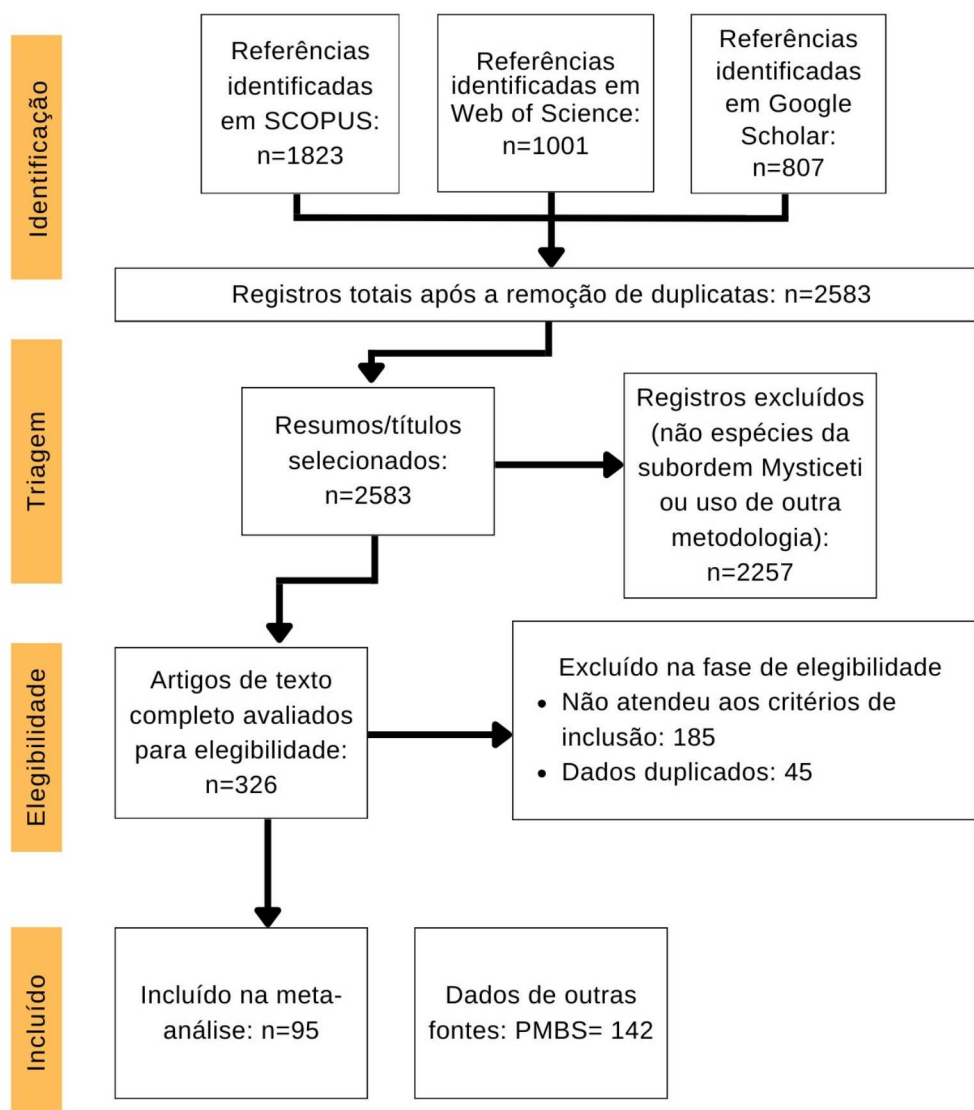 Identificação
Referências
identificadas
em SCOPUS:
n=1823
Referências
identificadas em
Web of Science:
n=1001
Referências
identificadas
em Google
Scholar:
n=807
Registros totais após a remoção de duplicatas: n=2583
Triagem
Resumos/títulos
selecionados:
n=2583
Registros excluídos
(não espécies da
subordem Mysticeti
ou uso de outra
metodologia):
n=2257
Elegibilidade
Artigos de texto
completo avaliados
para elegibilidade:
n=326
Excluído na fase de elegibilidade
• Não atendeu aos critérios de
inclusão: 185
• Dados duplicados: 45
Incluído
Incluído na meta-
análise: n=95
Dados de outras
fontes: PMBS= 142